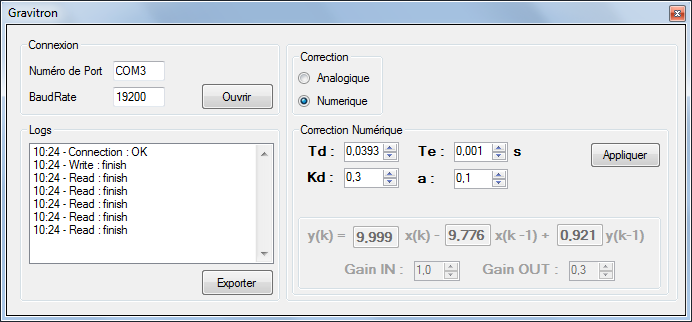 Gravitron
Connexion
Numéro de Port COM3
BaudRate 19200 Ouvrir
Logs
10:24 - Connection : OK
10:24 - Write : finish
10:24 - Read : finish
10:24 - Read : finish
10:24 - Read : finish
10:24 - Read : finish
10:24 - Read : finish
Exporter
Correction
Analogique
Numerique
Correction Numérique
Td : 0,0393 Te : 0,001 s
Kd : 0,3 a : 0,1
Appliquer
y(k) = 9,999 x(k) - 9,776 x(k -1) + 0,921 y(k-1)
Gain IN : 1,0 Gain OUT : 0,3